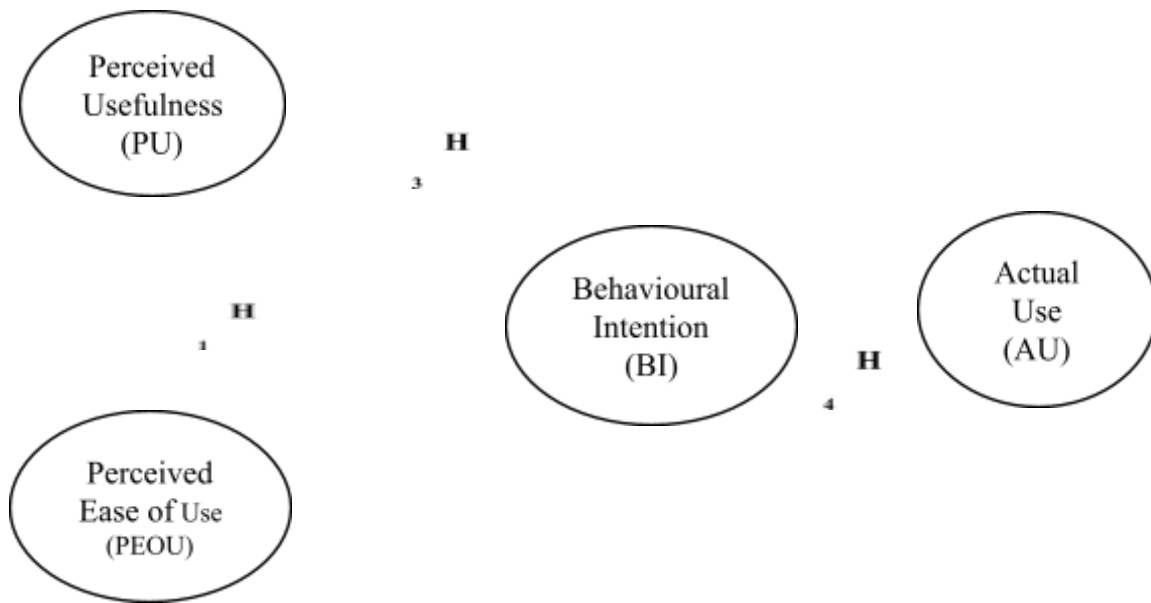 Perceived
Usefulness
(PU)
H
3
H
1
Behavioural
Intention
(BI)
H
4
Actual
Use
(AU)
Perceived
Ease of Use
(PEOU)